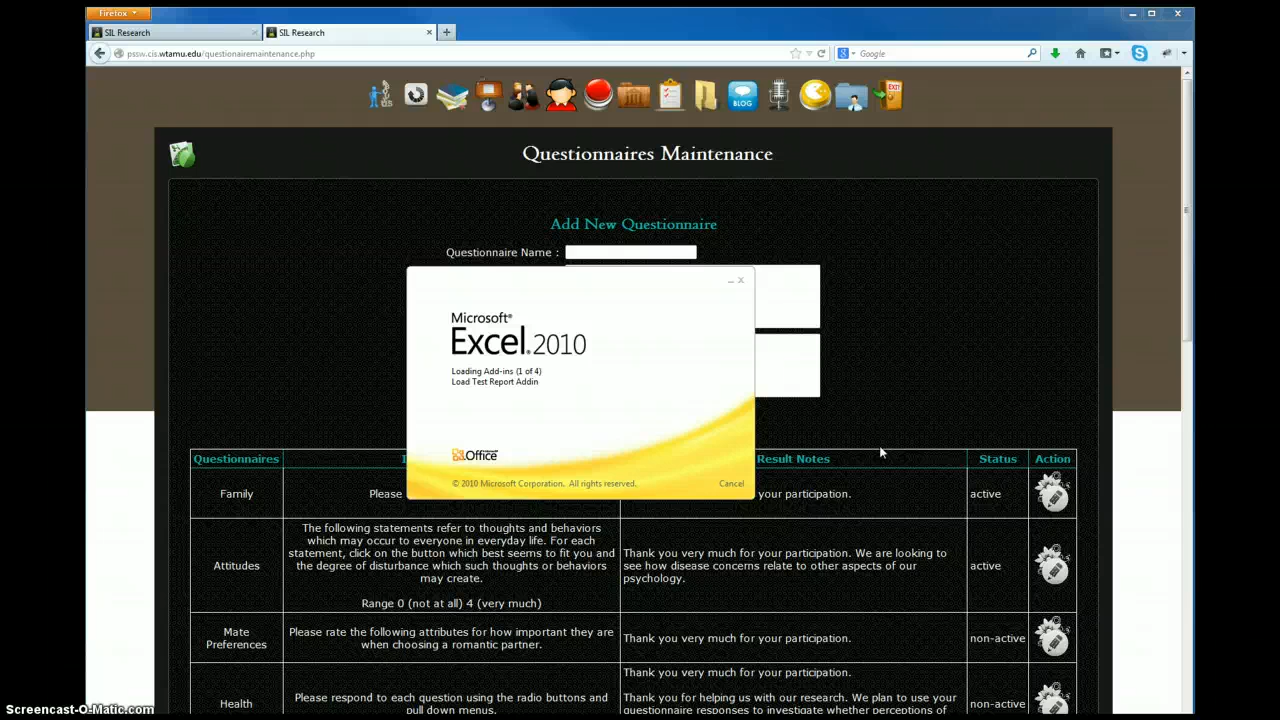 Firefox
SIL Research
SIL Research
pssw.cis.wtamu.edu/questionairemaintenance.php
Google
BLOG
EXIT
Questionnaires Maintenance
Add New Questionnaire
Questionnaire Name :
Microsoft®
Excel®2010
Loading Add-ins (1 of 4)
Load Test Report Addin
Office
© 2010 Microsoft Corporation. All rights reserved.
Cancel
Questionnaires
I
Result Notes
Status
Action
Family
Please
your participation.
active
Attitudes
The following statements refer to thoughts and behaviors
which may occur to everyone in everyday life. For each
statement, click on the button which best seems to fit you and
the degree of disturbance which such thoughts or behaviors
may create.
Range 0 (not at all) 4 (very much)
Thank you very much for your participation. We are looking to
see how disease concerns relate to other aspects of our
psychology.
active
Mate
Preferences
Please rate the following attributes for how important they are
when choosing a romantic partner.
Thank you very much for your participation.
non-active
Health
Please respond to each question using the radio buttons and
pull down menus.
Thank you very much for your participation.
Thank you for helping us with our research. We plan to use your
questionnaire responses to investigate whether perceptions of
non-active
Screencast-O-Matic.com